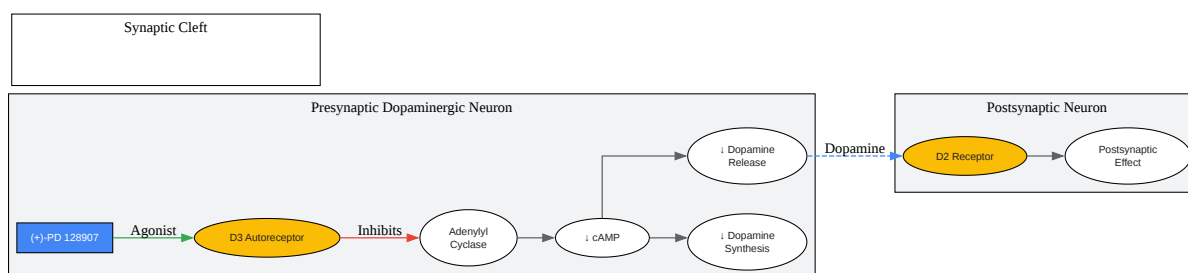 Synaptic Cleft
Presynaptic Dopaminergic Neuron
Postsynaptic Neuron
↓ Dopamine
Release
Dopamine
D2 Receptor
Postsynaptic
Effect
(+)-PD 128907
Agonist
D3 Autoreceptor
Inhibits
Adenylyl
Cyclase
↓ cAMP
↓ Dopamine
Synthesis